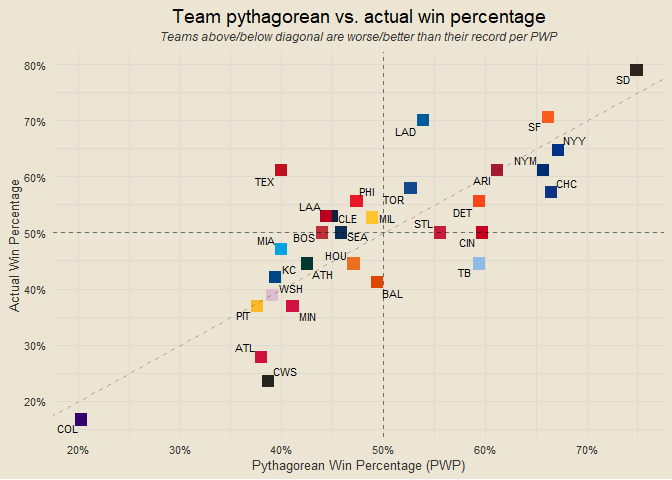 Team pythagorean vs. actual win percentage
Teams above/below diagonal are worse/better than their record per PWP
80%
SD
70%
LAD
SF
NYY
NYM
60%
TEX
ARI
CHC
PHI
TOR
LAA
DET
CLE
MIL
STL
50%
BOS
SEA
MIA
CIN
HOU
KC
ATH
TB
40%
WSH
BAL
PIT
MIN
30%
ATL
CWS
20%
COL
20%
30%
40%
50%
60%
70%
Pythagorean Win Percentage (PWP)
Actual Win Percentage